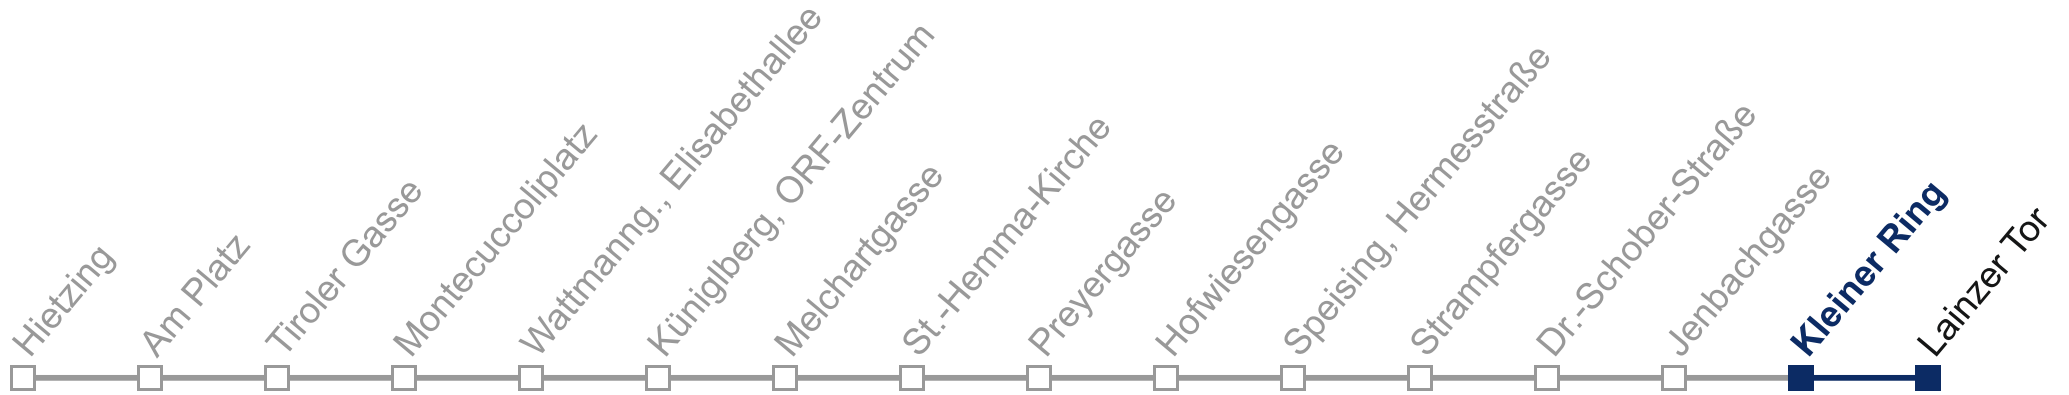 Hietzing
Am Platz
Tiroler Gasse
Montecuccoliplatz
Wattmanng., Elisabethallee
Küniglberg, ORF-Zentrum
Melchartgasse
St.-Hemma-Kirche
Preyergasse
Hofwiesengasse
Speising, Hermesstraße
Strampfergasse
Dr.-Schober-Straße
Jenbachgasse
Kleiner Ring
Lainzer Tor